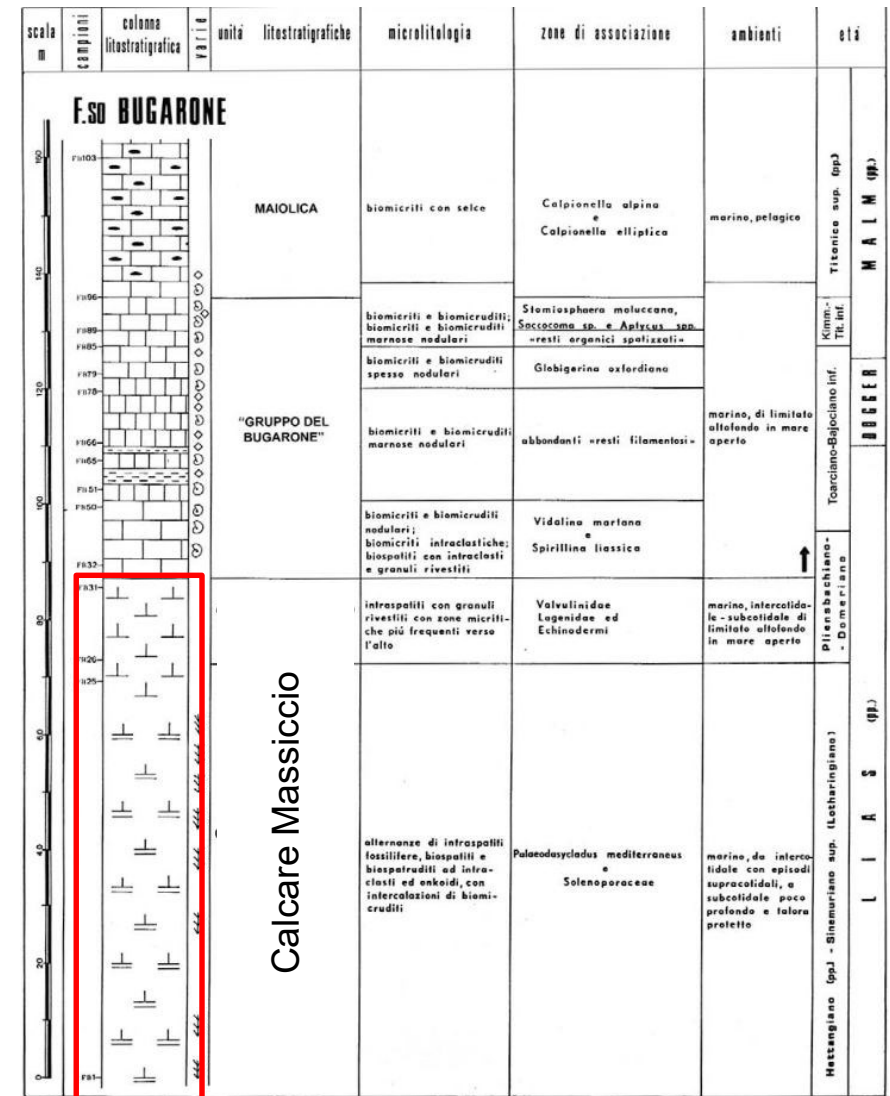 scala
m
campioni
colonna
litostratigrafica
varie
unitá litostratigrafiche
microlitologia
zone di associazione
ambienti
etá
F.so BUGARONE
160
140
120
100
80
60
40
20
0
FB103
FB96
FB89
FB85
FB79
FB78
FB66
FB65
FB51
FB50
FB32
FB31
FB26
FB25
FB1
MAIOLICA
"GRUPPO DEL
BUGARONE"
Calcare Massiccio
biomicriti con selce
biomicriti e biomicruditi;
biomicriti e biomicruditi
marnose nodulari
biomicriti e biomicruditi
spesso nodulari
biomicriti e biomicruditi
marnose nodulari
biomicriti e biomicruditi
nodulari;
biomicriti intraclastiche;
biospatiti con intraclasti
e granuli rivestiti
intraspatiti con granuli
rivestiti con zone micriti-
che piú frequenti verso
l'alto
alternanze di intraspatiti
fossilifere, biospatiti e
biospatruditi ad intra-
clasti ed onkoidi, con
intercalazioni di biomi-
cruditi
Calpionella alpina
e
Calpionella elliptica
Stomiosphaera moluccana,
Saccocoma sp. e Aptycus spp.
«resti organici spatizzati»
Globigerina oxfordiana
abbondanti «resti filamentosi»
Vidalina martana
e
Spirillina liassica
Valvulinidae
Lagenidae ed
Echinodermi
Palaeodasycladus mediterraneus
e
Solenoporaceae
marino, pelagico
marino, di limitato
altofondo in mare
aperto
marino, intercotida-
le - subcotidale di
limitato altofondo
in mare aperto
marino, da interco-
tidale con episodi
supracotidali, a
subcotidale poco
profondo e talora
protetto
Titonico sup. (pp.)
Kimm.-
Tit. inf.
Toarciano-Bajociano inf.
Pliensbachiano-
- Domeriano
Hettangiano (pp.) - Sinemuriano sup. (Lotharingiano)
MALM (pp.)
DOGGER
LIAS (pp.)